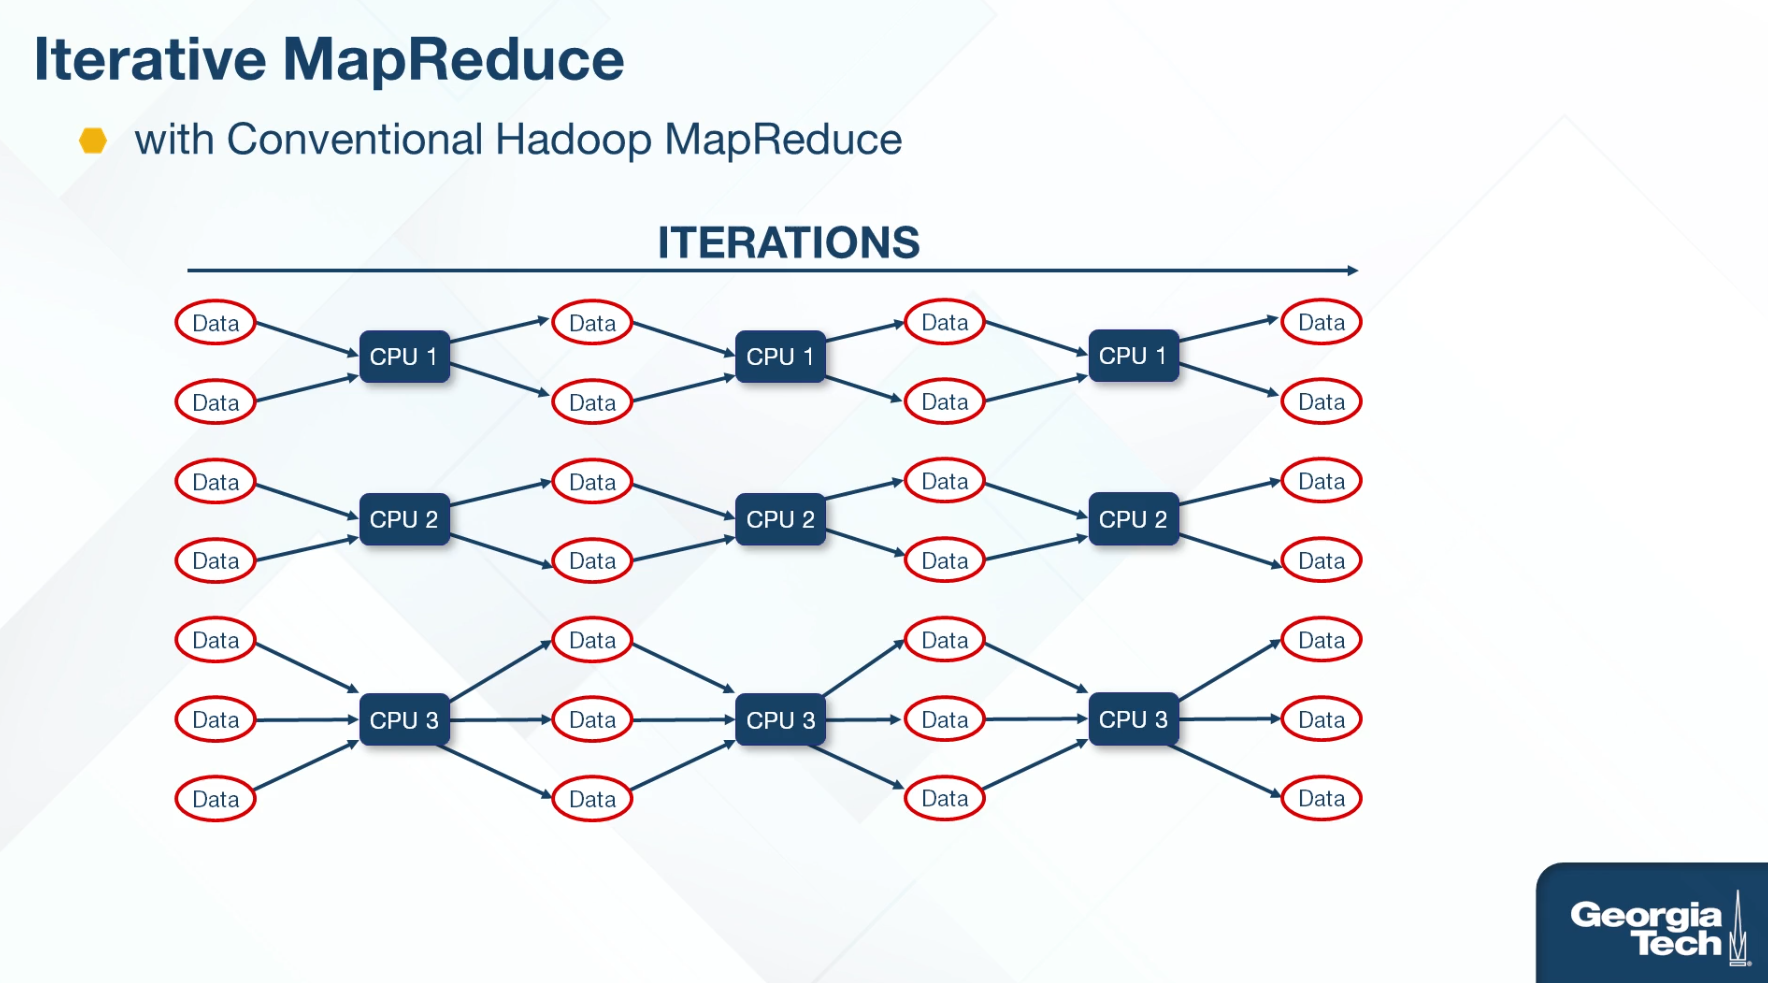 Iterative MapReduce
with Conventional Hadoop MapReduce
ITERATIONS
Data Data Data Data
CPU 1 CPU 1 CPU 1
Data Data Data Data
Data Data Data Data
CPU 2 CPU 2 CPU 2
Data Data Data Data
Data Data Data Data
Data CPU 3 Data CPU 3 Data CPU 3 Data
Data Data Data Data
Georgia
Tech
®